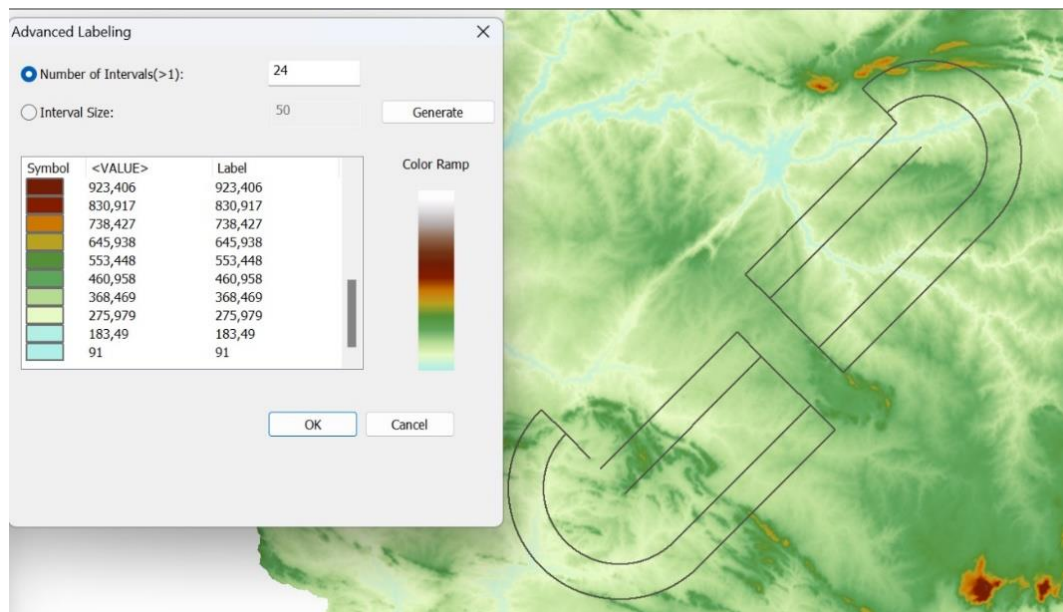 Advanced Labeling
Number of Intervals(>1): 24
Interval Size: 50 Generate
Symbol <VALUE> Label Color Ramp
923,406 923,406
830,917 830,917
738,427 738,427
645,938 645,938
553,448 553,448
460,958 460,958
368,469 368,469
275,979 275,979
183,49 183,49
91 91
OK Cancel